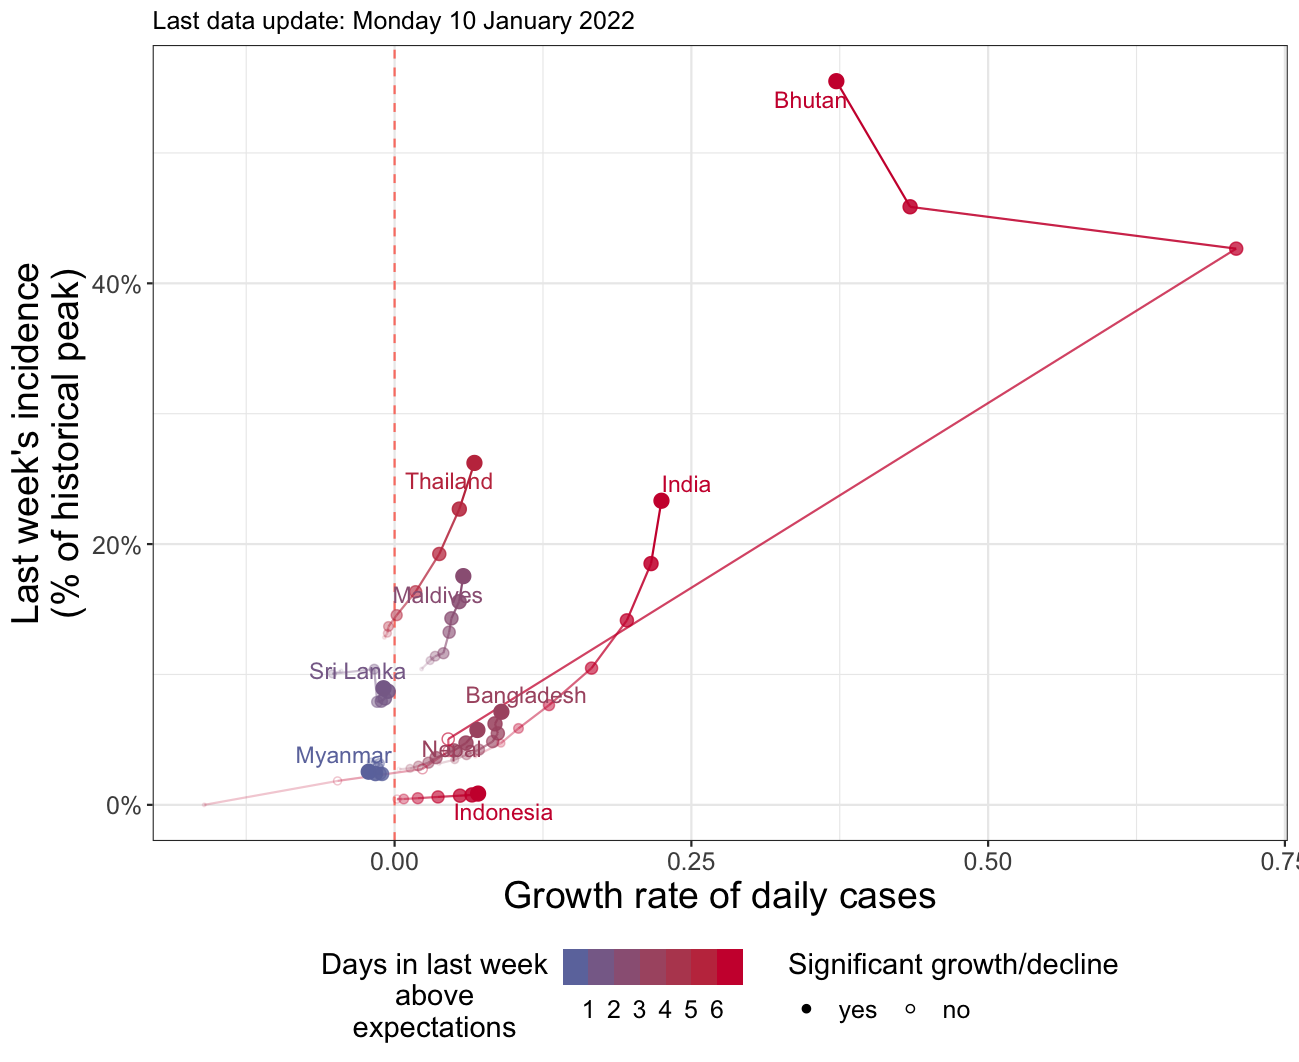 Last data update: Monday 10 January 2022
Last week's incidence
(% of historical peak)
40%
20%
0%
Bhutan
Thailand
India
Maldives
Sri Lanka
Bangladesh
Nepal
Myanmar
Indonesia
0.00
0.25
0.50
0.75
Growth rate of daily cases
Days in last week
above
expectations
1 2 3 4 5 6
Significant growth/decline
yes
no